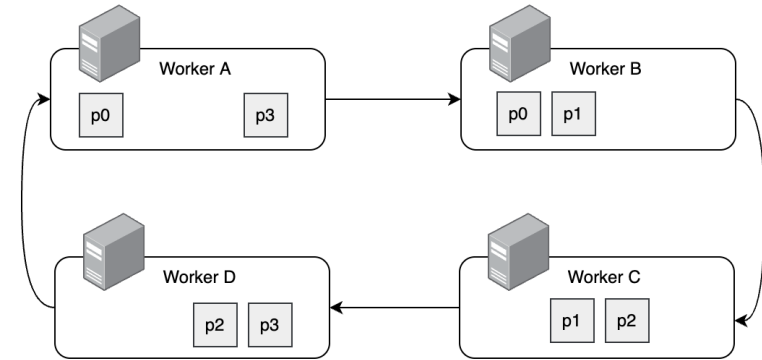 Worker A
p0 p3
Worker B
p0 p1
Worker D
p2 p3
Worker C
p1 p2